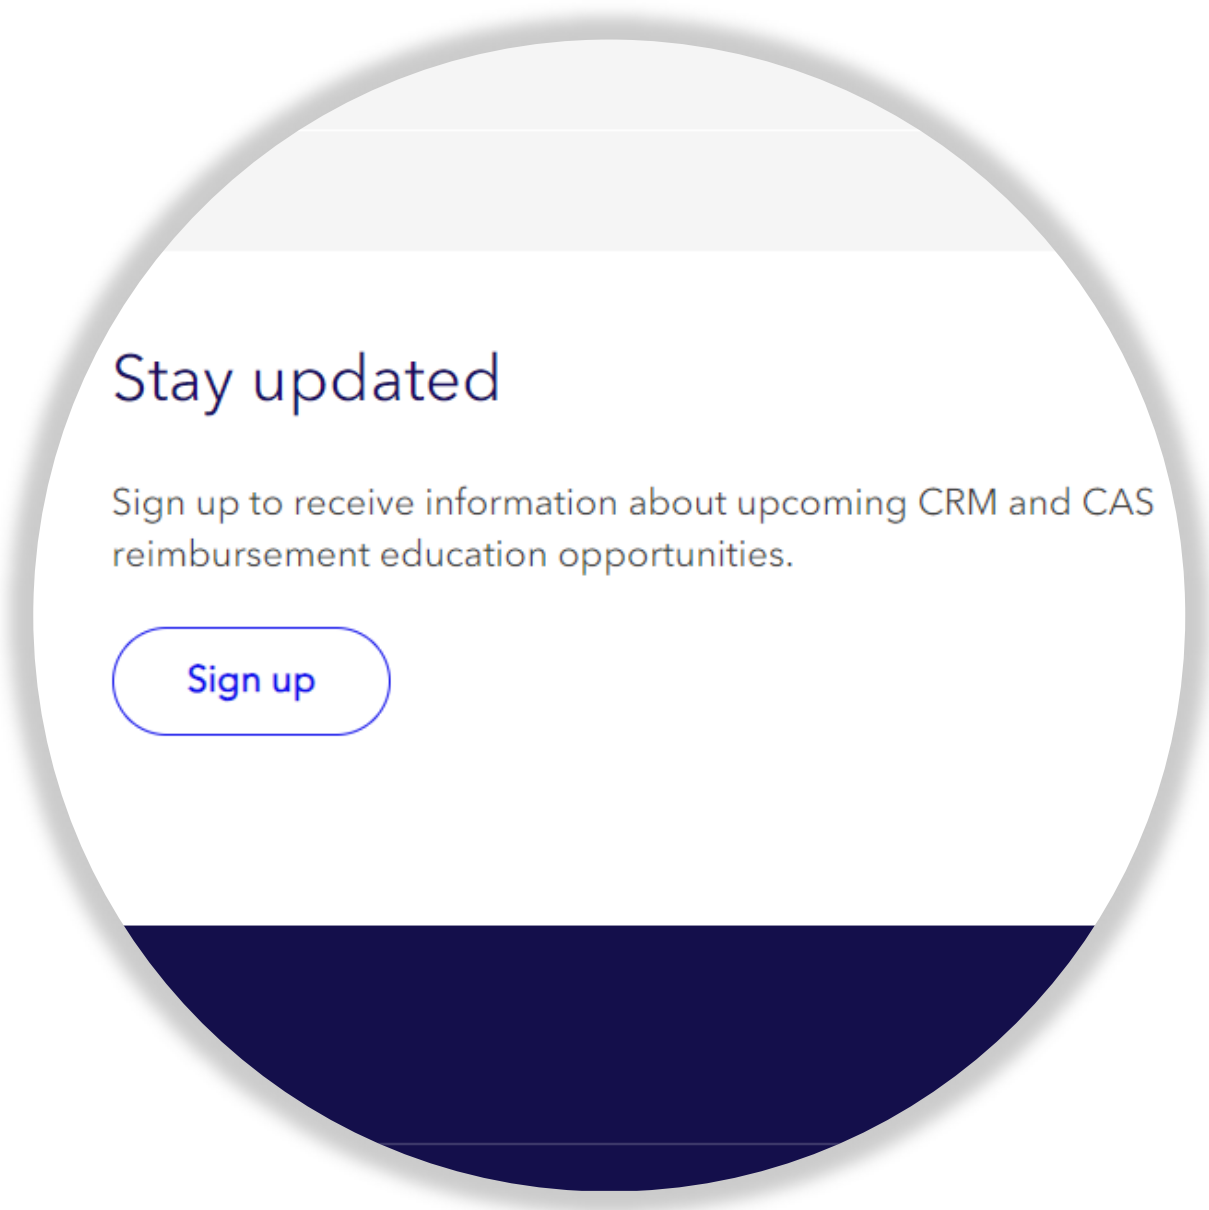 Stay updated
Sign up to receive information about upcoming CRM and CAS
reimbursement education opportunities.
Sign up